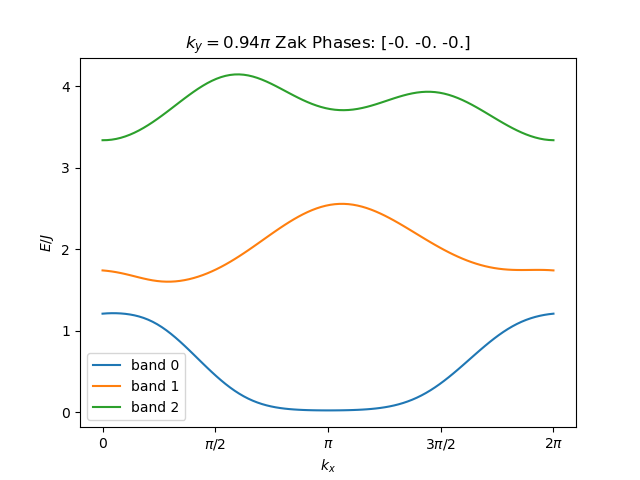 $k_y = 0.94\pi$ Zak Phases: [-0. -0. -0.]
4
3
2
1
0
E/J
band 0
band 1
band 2
0
π/2
π
3π/2
2π
$k_x$